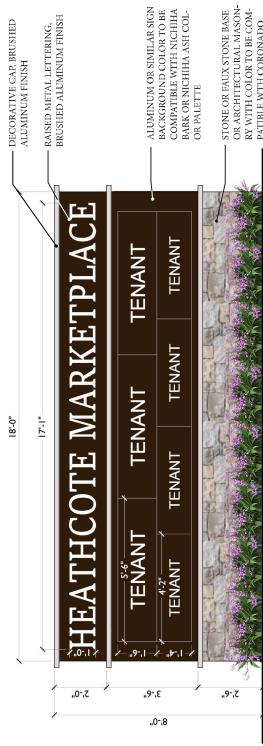 18'-0"
17'-1"
DECORATIVE CAP, BRUSHED
ALUMINUM FINISH
RAISED METAL LETTERING,
BRUSHED ALUMINUM FINISH
HEATHCOTE MARKETPLACE
TENANT
TENANT
TENANT
TENANT
TENANT
TENANT
TENANT
5'-6"
4'-2"
1'-0"
1'-6"
1'-4"
2'-0"
3'-6"
2'-6"
8'-0"
ALUMINUM OR SIMILAR SIGN
BACKGROUND COLOR TO BE
COMPATIBLE WITH NICHIHA
BARK OR NICHIHA ASH COL-
OR PALETTE
STONE OR FAUX STONE BASE
OR ARCHITECTURAL MASON-
RY WITH COLOR TO BE COM-
PATIBLE WITH CORONADO